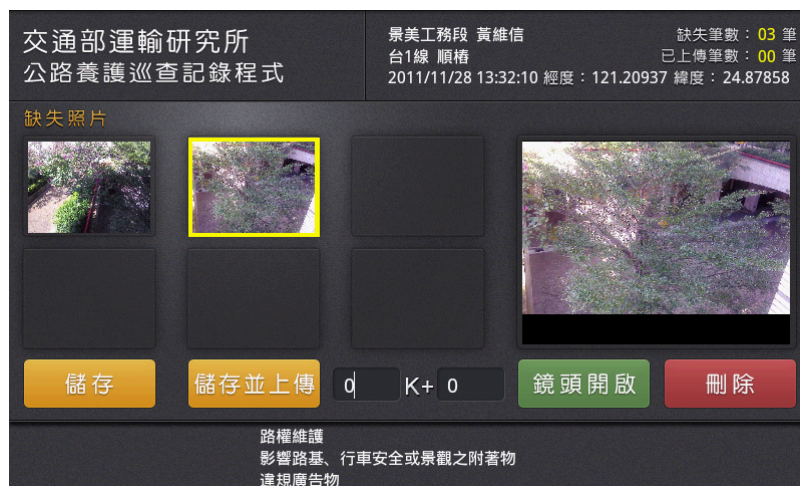 交通部運輸研究所
公路養護巡查記錄程式
景美工務段 黃維信
缺失筆數：03 筆
台1線 順樁
已上傳筆數：00 筆
2011/11/28 13:32:10 經度：121.20937 緯度：24.87858
缺失照片
儲存
儲存並上傳
0 K+ 0
鏡頭開啟
刪除
路權維護
影響路基、行車安全或景觀之附著物
違規廣告物